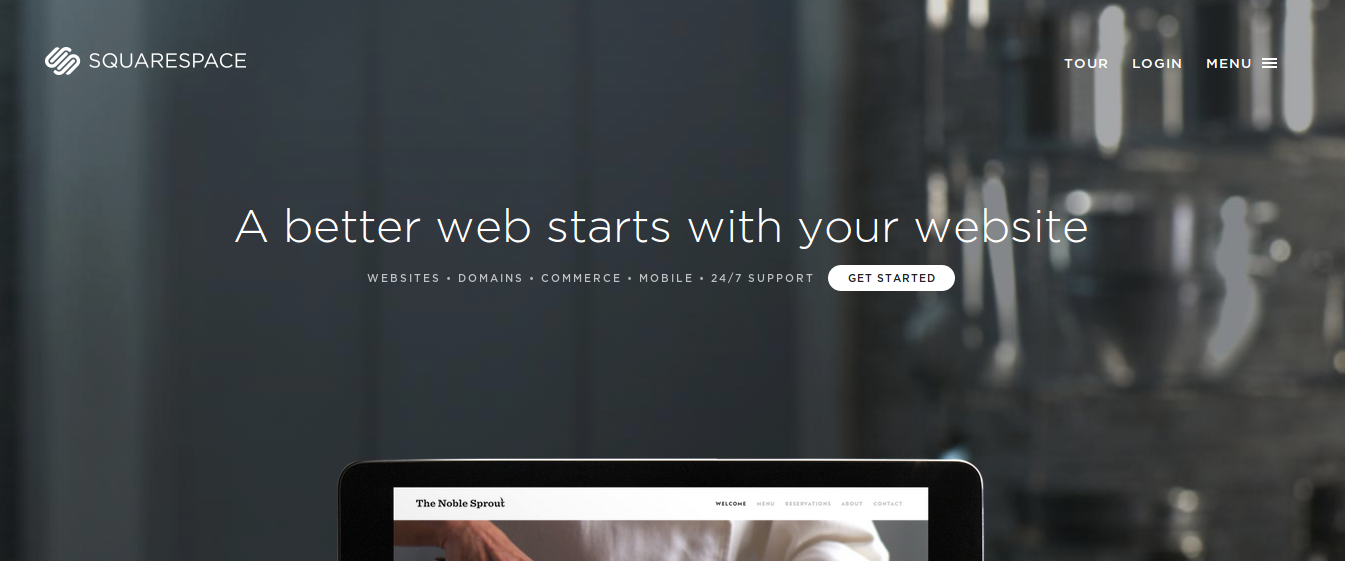 SQUARESPACE
TOUR LOGIN MENU
A better web starts with your website
WEBSITES • DOMAINS • COMMERCE • MOBILE • 24/7 SUPPORT GET STARTED
The Noble Sprout WELCOME MENU RESERVATIONS ABOUT CONTACT